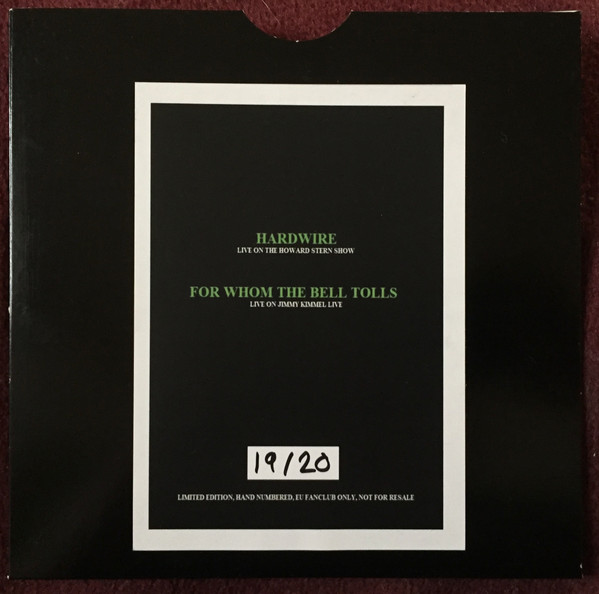 HARDWIRE
LIVE ON THE HOWARD STERN SHOW
FOR WHOM THE BELL TOLLS
LIVE ON JIMMY KIMMEL LIVE
19/20
LIMITED EDITION, HAND NUMBERED, EU FANCLUB ONLY, NOT FOR RESALE